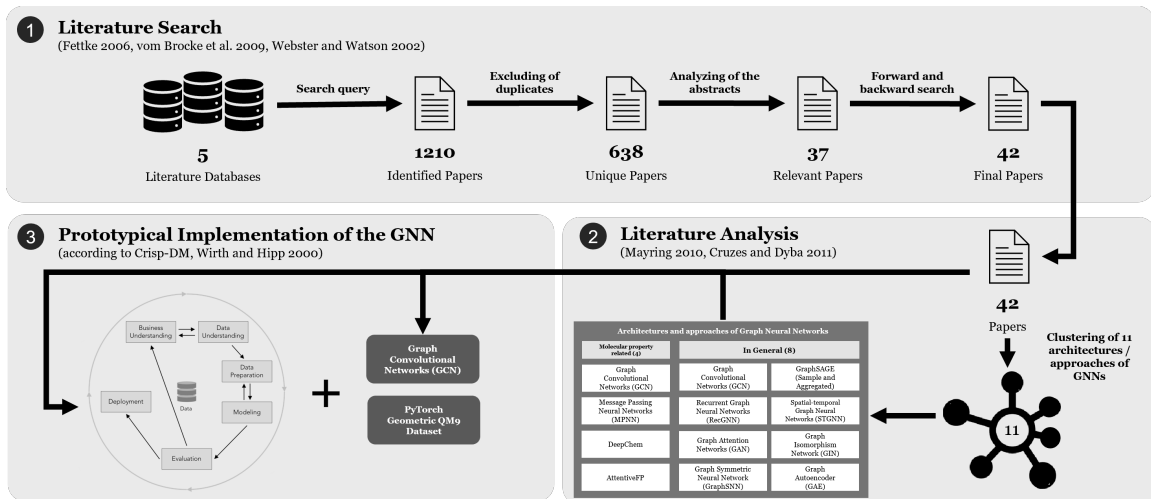 1
Literature Search
(Fettke 2006, vom Brocke et al. 2009, Webster and Watson 2002)
Search query
Excluding of
duplicates
Analyzing of the
abstracts
Forward and
backward search
5
Literature Databases
1210
Identified Papers
638
Unique Papers
37
Relevant Papers
42
Final Papers
3
Prototypical Implementation of the GNN
(according to Crisp-DM, Wirth and Hipp 2000)
Business
Understanding
Data
Understanding
Data
Preparation
Modeling
Evaluation
Deployment
Data
+
Graph
Convolutional
Networks (GCN)
PyTorch
Geometric QM9
Dataset
2
Literature Analysis
(Mayring 2010, Cruzes and Dyba 2011)
42
Papers
Clustering of 11
architectures /
approaches of
GNNs
11
Architectures and approaches of Graph Neural Networks
Molecular property
related (4)
In General (8)
Graph
Convolutional
Networks (GCN)
Message Passing
Neural Networks
(MPNN)
DeepChem
AttentiveFP
Graph
Convolutional
Networks (GCN)
Recurrent Graph
Neural Networks
(RecGNN)
Graph Attention
Networks (GAN)
Graph Symmetric
Neural Network
(GraphSNN)
GraphSAGE
(Sample and
Aggregated)
Spatial-temporal
Graph Neural
Networks (STGNN)
Graph
Isomorphism
Network (GIN)
Graph
Autoencoder
(GAE)